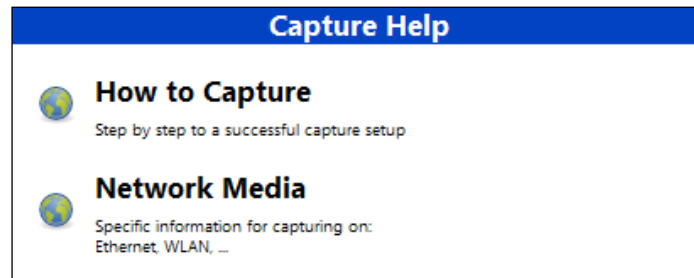 Capture Help
How to Capture
Step by step to a successful capture setup
Network Media
Specific information for capturing on:
Ethernet, WLAN, ...